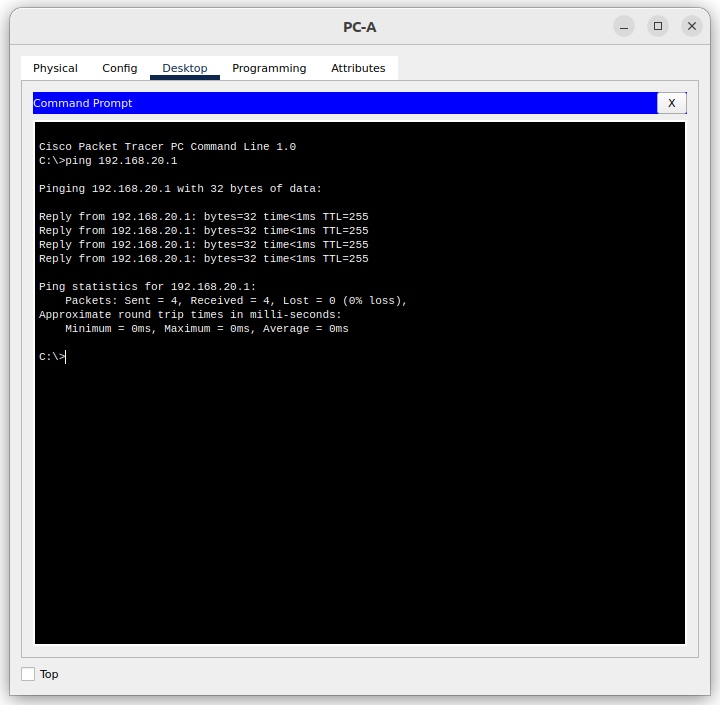 PC-A
Physical Config Desktop Programming Attributes
Command Prompt X
Cisco Packet Tracer PC Command Line 1.0
C:\>ping 192.168.20.1
Pinging 192.168.20.1 with 32 bytes of data:
Reply from 192.168.20.1: bytes=32 time<1ms TTL=255
Reply from 192.168.20.1: bytes=32 time<1ms TTL=255
Reply from 192.168.20.1: bytes=32 time<1ms TTL=255
Reply from 192.168.20.1: bytes=32 time<1ms TTL=255
Ping statistics for 192.168.20.1:
Packets: Sent = 4, Received = 4, Lost = 0 (0% loss),
Approximate round trip times in milli-seconds:
Minimum = 0ms, Maximum = 0ms, Average = 0ms
C:\>
Top